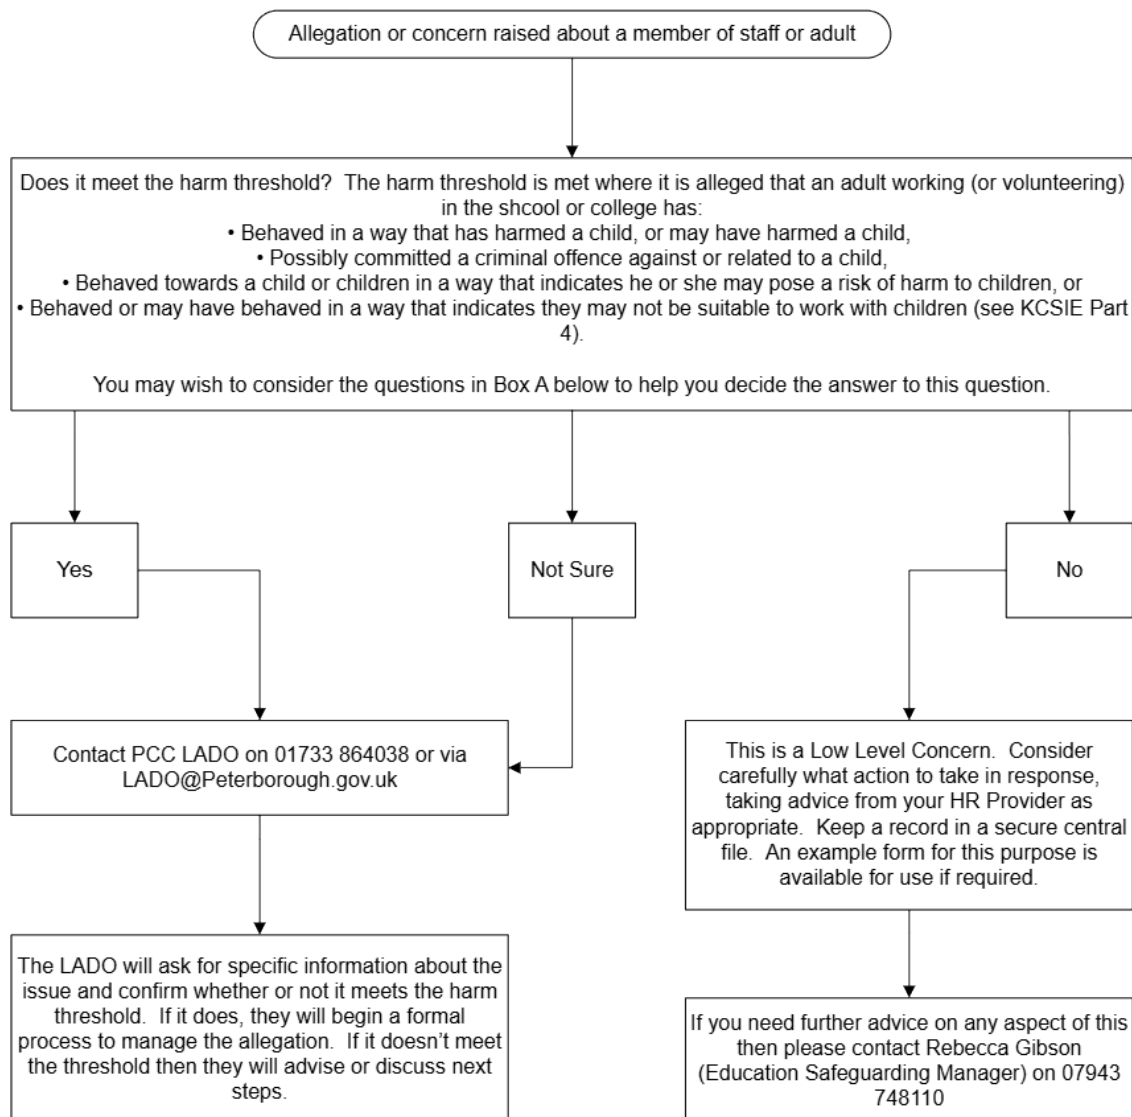 Allegation or concern raised about a member of staff or adult
Does it meet the harm threshold?  The harm threshold is met where it is alleged that an adult working (or volunteering)
in the shcool or college has:
• Behaved in a way that has harmed a child, or may have harmed a child,
• Possibly committed a criminal offence against or related to a child,
• Behaved towards a child or children in a way that indicates he or she may pose a risk of harm to children, or
• Behaved or may have behaved in a way that indicates they may not be suitable to work with children (see KCSIE Part
4).
You may wish to consider the questions in Box A below to help you decide the answer to this question.
Yes
Not Sure
No
Contact PCC LADO on 01733 864038 or via
LADO@Peterborough.gov.uk
This is a Low Level Concern.  Consider
carefully what action to take in response,
taking advice from your HR Provider as
appropriate.  Keep a record in a secure central
file.  An example form for this purpose is
available for use if required.
The LADO will ask for specific information about the
issue and confirm whether or not it meets the harm
threshold.  If it does, they will begin a formal
process to manage the allegation.  If it doesn't meet
the threshold then they will advise or discuss next
steps.
If you need further advice on any aspect of this
then please contact Rebecca Gibson
(Education Safeguarding Manager) on 07943
748110